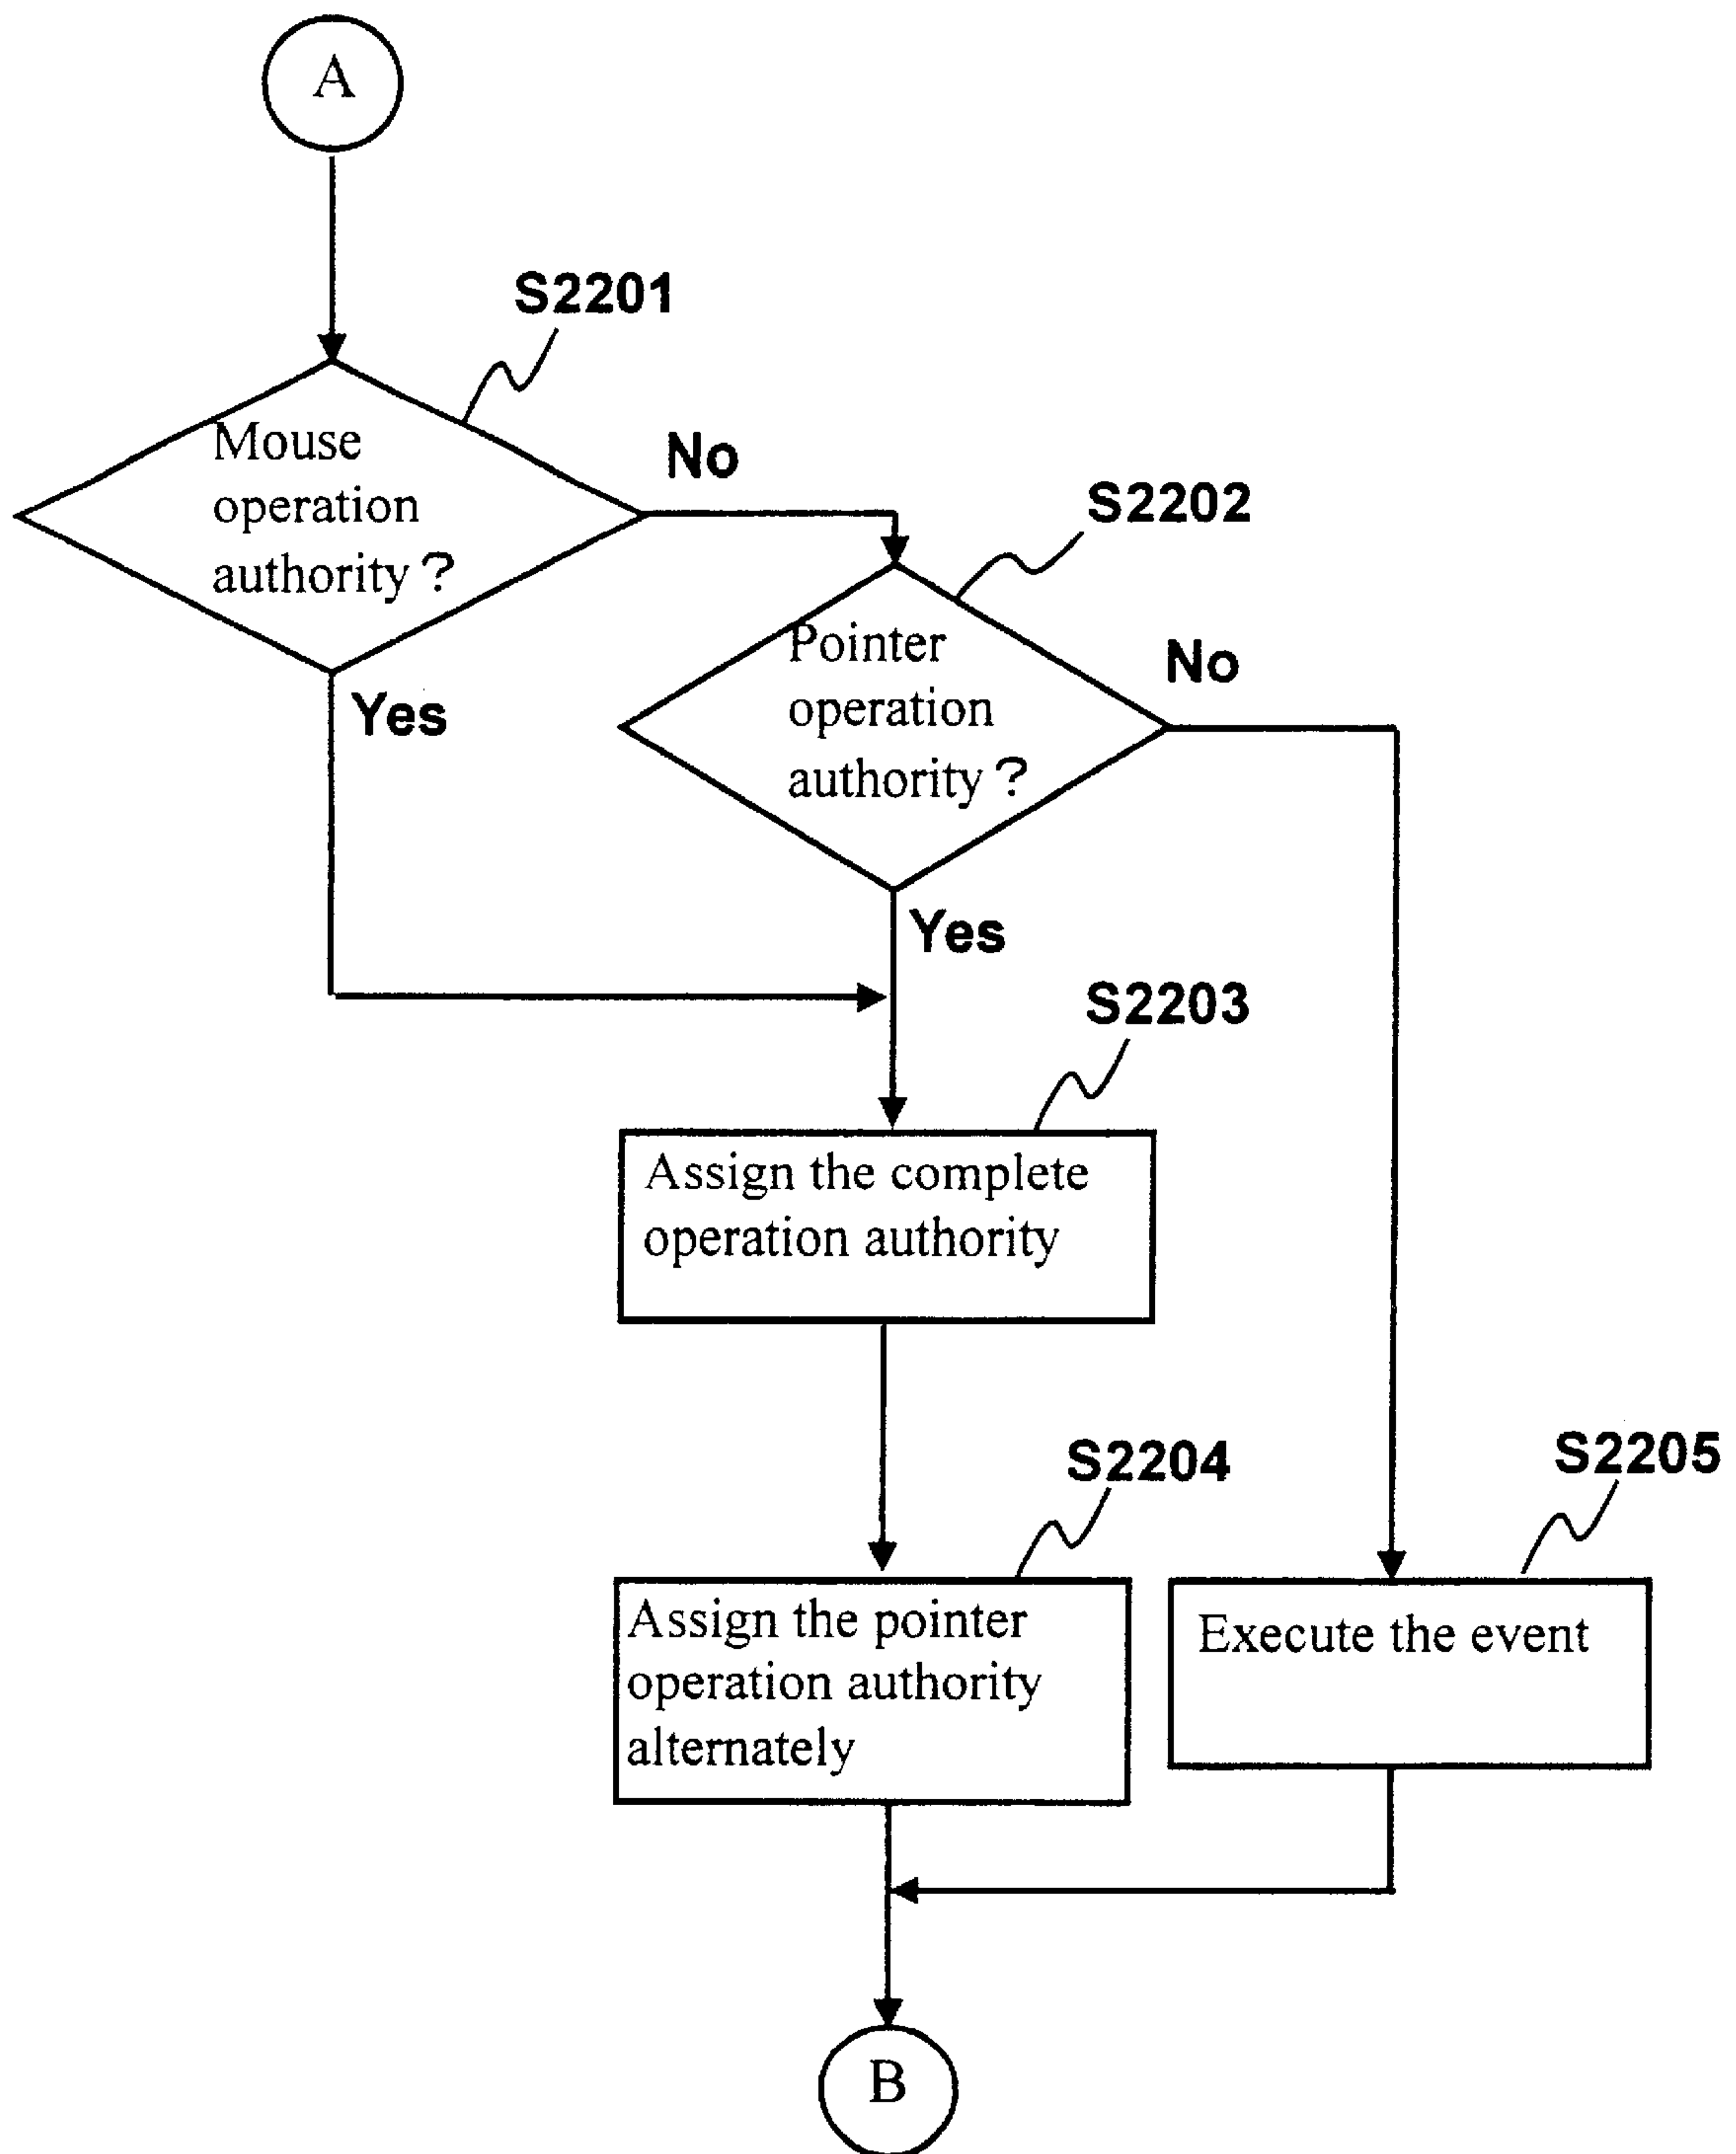 A
S2201
Mouse
operation
authority ?
No
S2202
Pointer
operation
authority ?
No
Yes
Yes
S2203
Assign the complete
operation authority
S2204
S2205
Assign the pointer
operation authority
alternately
Execute the event
B